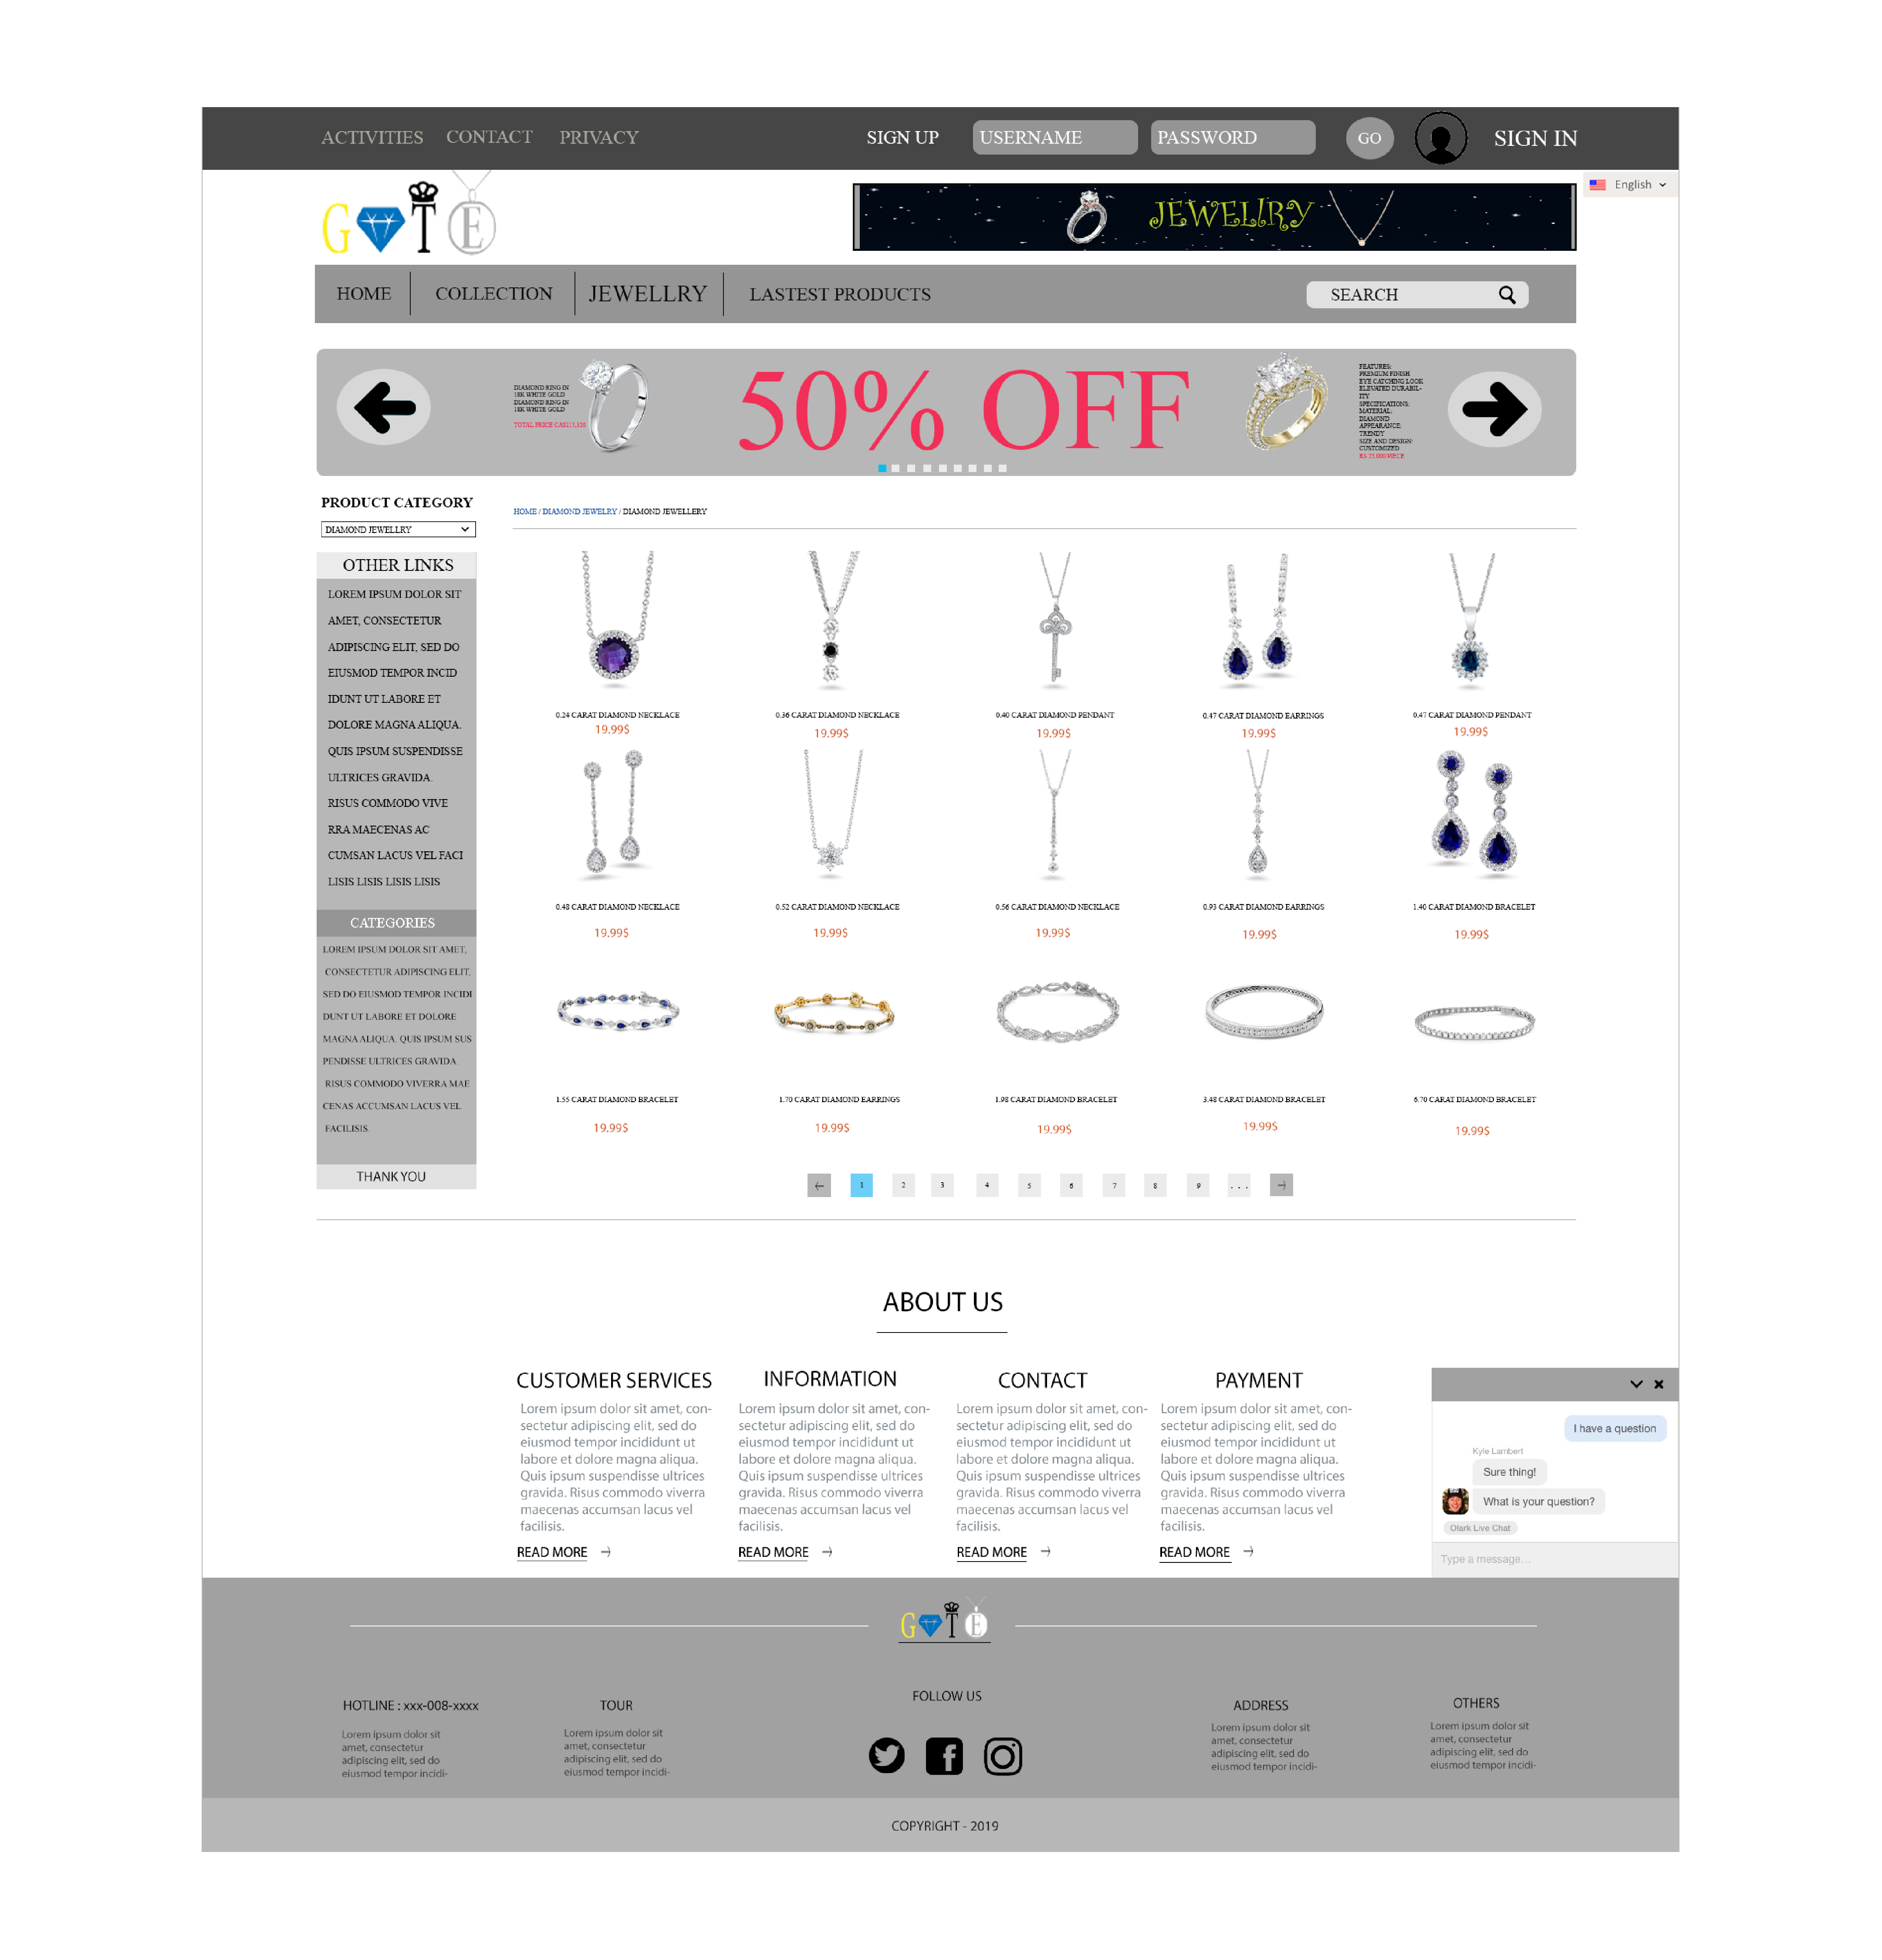 ACTIVITIES CONTACT PRIVACY SIGN UP USERNAME PASSWORD GO SIGN IN
English
G T E
JEWELlRY
HOME COLLECTION JEWELLRY LASTEST PRODUCTS SEARCH
DIAMOND RING IN
18K WHITE GOLD
DIAMOND RING IN
18K WHITE GOLD
TOTAL PRICE CA$113,320
50% OFF
FEATURES:
PREMIUM FINISH
EYE CATCHING LOOK
ELEVATED DURABIL-
ITY
SPECIFICATIONS:
MATERIAL:
DIAMOND
APPEARANCE:
TRENDY
SIZE AND DESIGN:
CUSTOMIZED
RS 25,000/PIECE
PRODUCT CATEGORY
DIAMOND JEWELLRY
OTHER LINKS
LOREM IPSUM DOLOR SIT
AMET, CONSECTETUR
ADIPISCING ELIT, SED DO
EIUSMOD TEMPOR INCID
IDUNT UT LABORE ET
DOLORE MAGNA ALIQUA.
QUIS IPSUM SUSPENDISSE
ULTRICES GRAVIDA.
RISUS COMMODO VIVE
RRA MAECENAS AC
CUMSAN LACUS VEL FACI
LISIS LISIS LISIS LISIS
CATEGORIES
LOREM IPSUM DOLOR SIT AMET,
CONSECTETUR ADIPISCING ELIT,
SED DO EIUSMOD TEMPOR INCIDI
DUNT UT LABORE ET DOLORE
MAGNA ALIQUA. QUIS IPSUM SUS
PENDISSE ULTRICES GRAVIDA.
RISUS COMMODO VIVERRA MAE
CENAS ACCUMSAN LACUS VEL
FACILISIS.
THANK YOU
HOME / DIAMOND JEWELRY / DIAMOND JEWELLERY
0.24 CARAT DIAMOND NECKLACE 0.36 CARAT DIAMOND NECKLACE 0.40 CARAT DIAMOND PENDANT 0.47 CARAT DIAMOND EARRINGS 0.47 CARAT DIAMOND PENDANT
19.99$ 19.99$ 19.99$ 19.99$ 19.99$
0.48 CARAT DIAMOND NECKLACE 0.52 CARAT DIAMOND NECKLACE 0.56 CARAT DIAMOND NECKLACE 0.93 CARAT DIAMOND EARRINGS 1.40 CARAT DIAMOND BRACELET
19.99$ 19.99$ 19.99$ 19.99$ 19.99$
1.55 CARAT DIAMOND BRACELET 1.70 CARAT DIAMOND EARRINGS 1.98 CARAT DIAMOND BRACELET 3.48 CARAT DIAMOND BRACELET 6.70 CARAT DIAMOND BRACELET
19.99$ 19.99$ 19.99$ 19.99$ 19.99$
1 2 3 4 5 6 7 8 9 . . .
ABOUT US
CUSTOMER SERVICES
Lorem ipsum dolor sit amet, con-
sectetur adipiscing elit, sed do
eiusmod tempor incididunt ut
labore et dolore magna aliqua.
Quis ipsum suspendisse ultrices
gravida. Risus commodo viverra
maecenas accumsan lacus vel
facilisis.
READ MORE
INFORMATION
Lorem ipsum dolor sit amet, con-
sectetur adipiscing elit, sed do
eiusmod tempor incididunt ut
labore et dolore magna aliqua.
Quis ipsum suspendisse ultrices
gravida. Risus commodo viverra
maecenas accumsan lacus vel
facilisis.
READ MORE
CONTACT
Lorem ipsum dolor sit amet, con-
sectetur adipiscing elit, sed do
eiusmod tempor incididunt ut
labore et dolore magna aliqua.
Quis ipsum suspendisse ultrices
gravida. Risus commodo viverra
maecenas accumsan lacus vel
facilisis.
READ MORE
PAYMENT
Lorem ipsum dolor sit amet, con-
sectetur adipiscing elit, sed do
eiusmod tempor incididunt ut
labore et dolore magna aliqua.
Quis ipsum suspendisse ultrices
gravida. Risus commodo viverra
maecenas accumsan lacus vel
facilisis.
READ MORE
I have a question
Kyle Lambert
Sure thing!
What is your question?
Olark Live Chat
Type a message...
G T E
HOTLINE : xxx-008-xxxx
Lorem ipsum dolor sit
amet, consectetur
adipiscing elit, sed do
eiusmod tempor incidi-
TOUR
Lorem ipsum dolor sit
amet, consectetur
adipiscing elit, sed do
eiusmod tempor incidi-
FOLLOW US
ADDRESS
Lorem ipsum dolor sit
amet, consectetur
adipiscing elit, sed do
eiusmod tempor incidi-
OTHERS
Lorem ipsum dolor sit
amet, consectetur
adipiscing elit, sed do
eiusmod tempor incidi-
COPYRIGHT - 2019